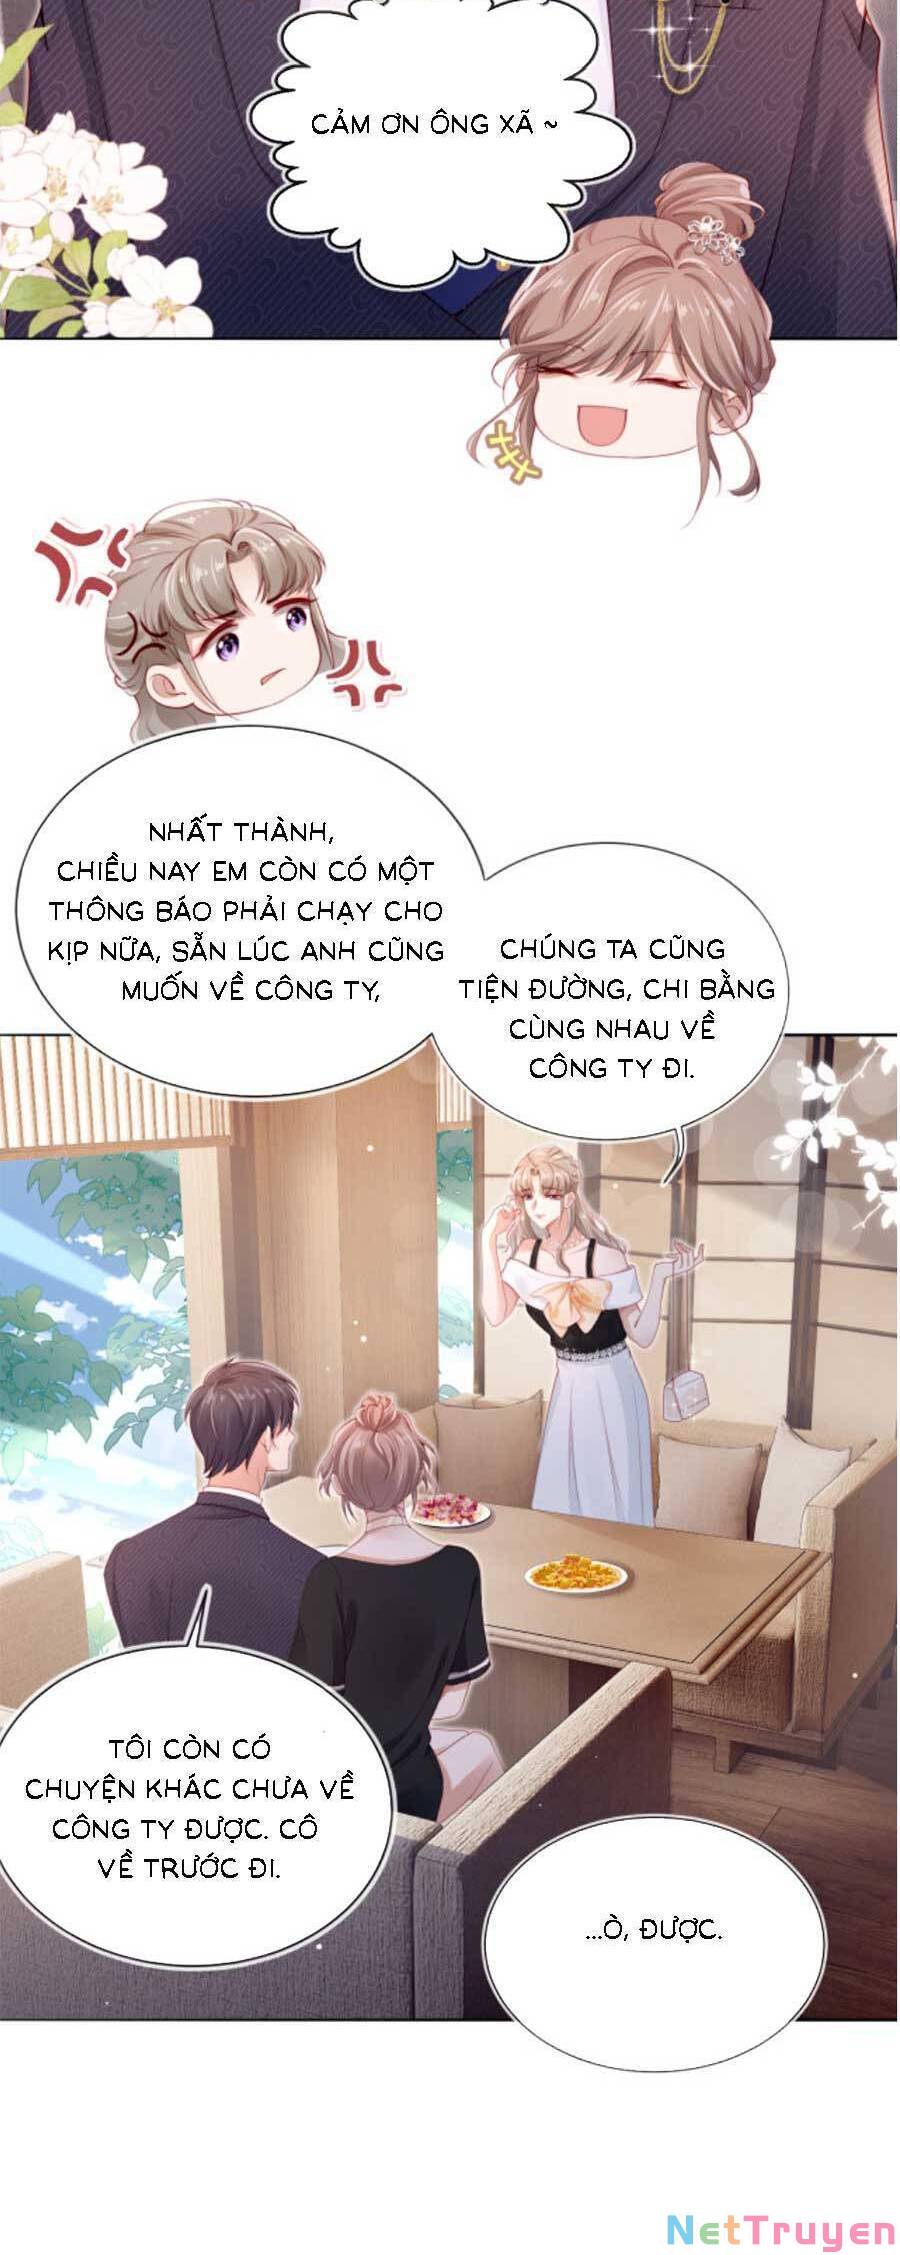 CẢM ƠN ÔNG XÃ ~
NHẤT THÀNH,
CHIỀU NAY EM CÒN CÓ MỘT
THÔNG BÁO PHẢI CHẠY CHO
KỊP NỮA, SẴN LÚC ANH CŨNG
MUỐN VỀ CÔNG TY,
CHÚNG TA CŨNG
TIỆN ĐƯỜNG, CHI BẰNG
CÙNG NHAU VỀ
CÔNG TY ĐI.
TÔI CÒN CÓ
CHUYỆN KHÁC CHƯA VỀ
CÔNG TY ĐƯỢC. CÔ
VỀ TRƯỚC ĐI.
...Ò, ĐƯỢC.
NetTruyen